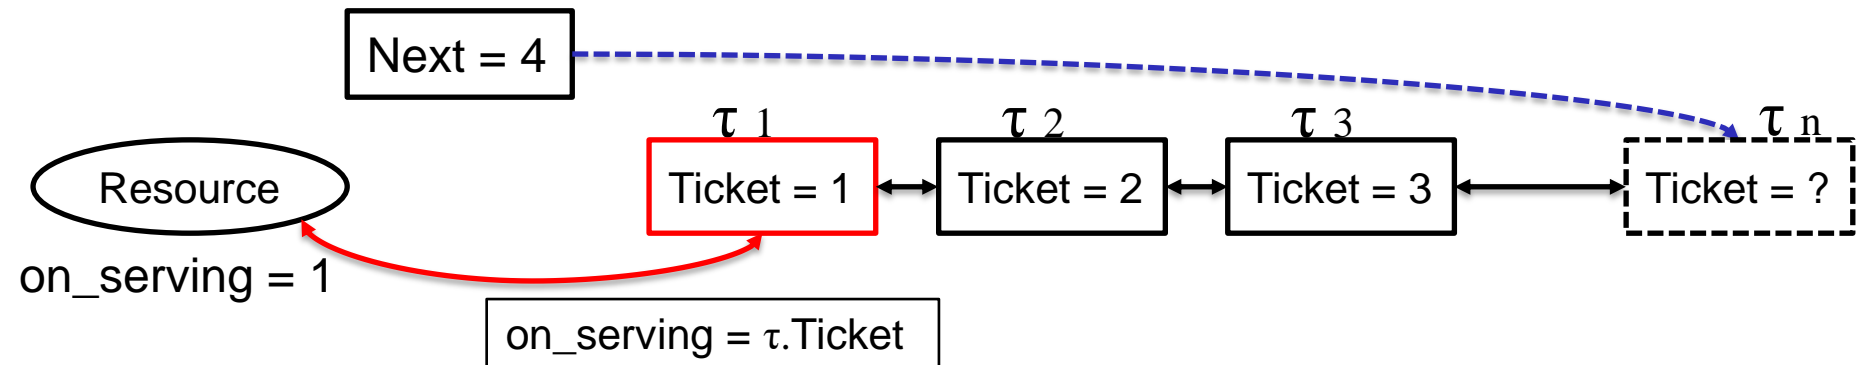 Next = 4
τ 1
τ 2
τ 3
τ n
Resource
Ticket = 1
Ticket = 2
Ticket = 3
Ticket = ?
on_serving = 1
on_serving = τ.Ticket